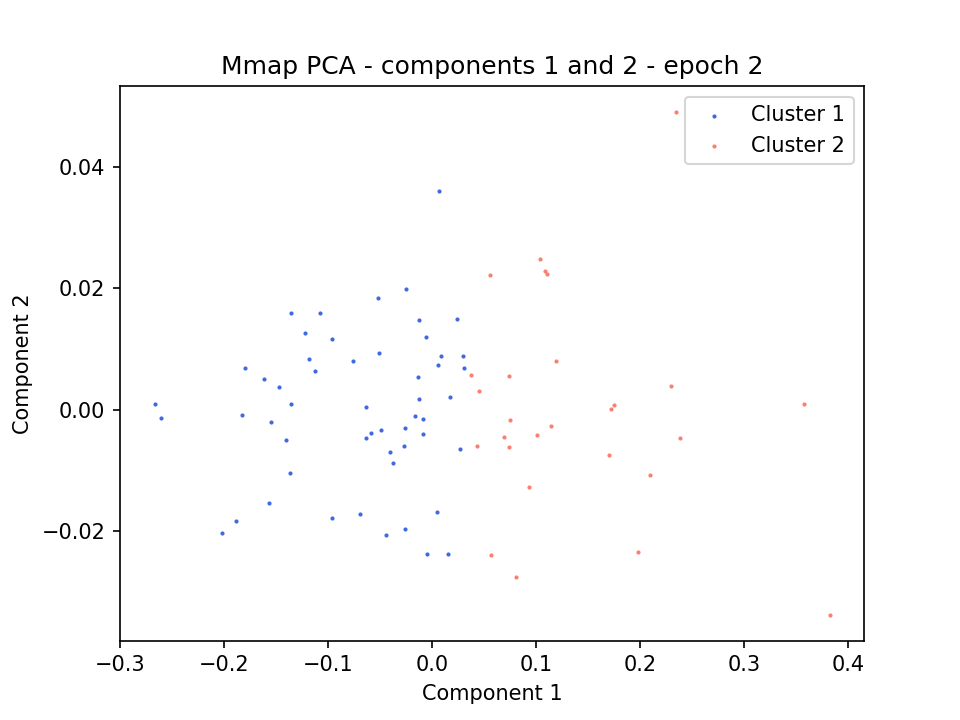 Mmap PCA - components 1 and 2 - epoch 2
Cluster 1
Cluster 2
0.04
0.02
0.00
−0.02
Component 2
−0.3 −0.2 −0.1 0.0 0.1 0.2 0.3 0.4
Component 1